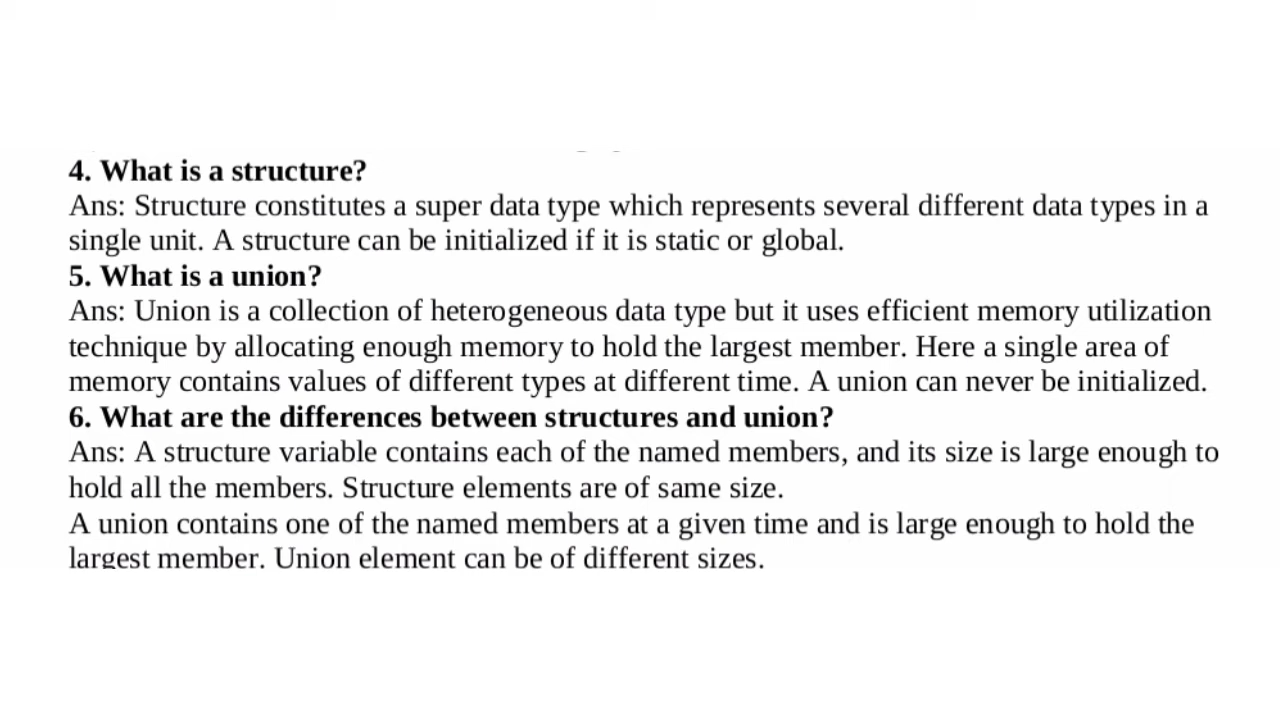 4. What is a structure?
Ans: Structure constitutes a super data type which represents several different data types in a
single unit. A structure can be initialized if it is static or global.
5. What is a union?
Ans: Union is a collection of heterogeneous data type but it uses efficient memory utilization
technique by allocating enough memory to hold the largest member. Here a single area of
memory contains values of different types at different time. A union can never be initialized.
6. What are the differences between structures and union?
Ans: A structure variable contains each of the named members, and its size is large enough to
hold all the members. Structure elements are of same size.
A union contains one of the named members at a given time and is large enough to hold the
largest member. Union element can be of different sizes.